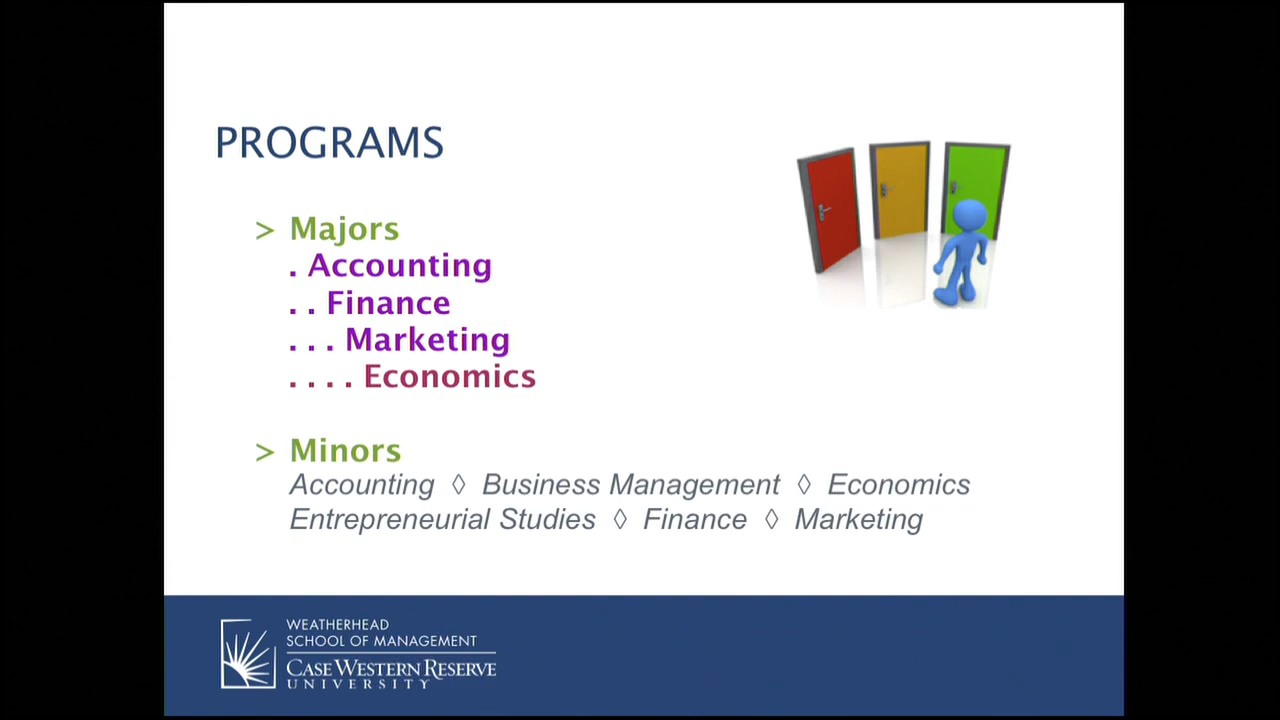 PROGRAMS
> Majors
. Accounting
. . Finance
. . . Marketing
. . . . Economics
> Minors
Accounting ◊ Business Management ◊ Economics
Entrepreneurial Studies ◊ Finance ◊ Marketing
WEATHERHEAD
SCHOOL OF MANAGEMENT
CASE WESTERN RESERVE
UNIVERSITY